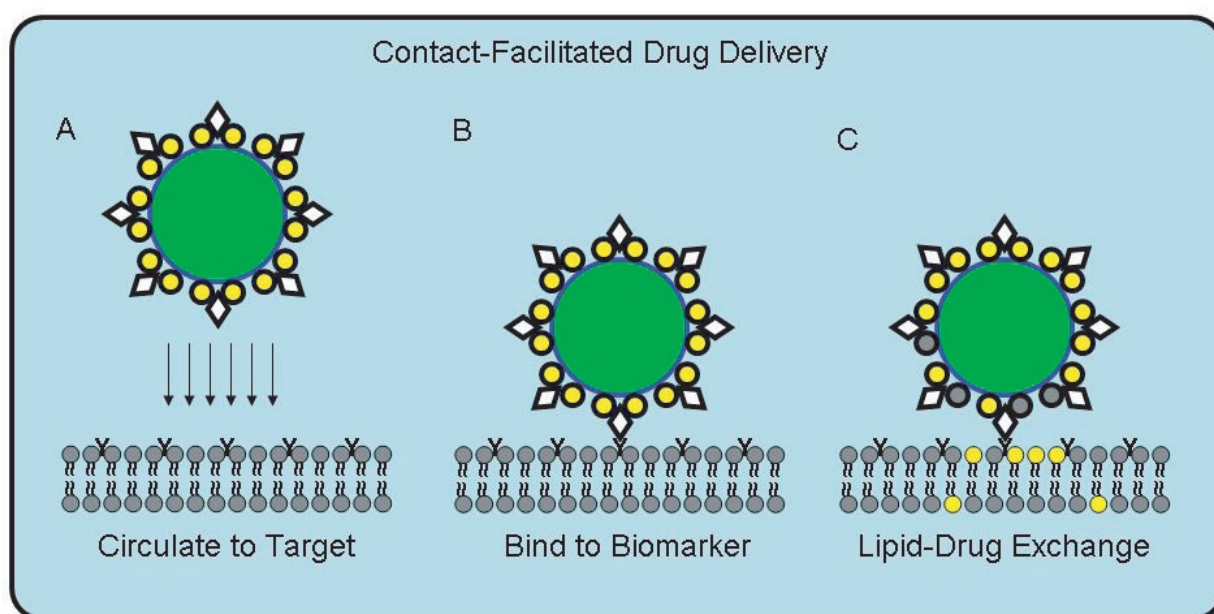 Contact-Facilitated Drug Delivery
A
B
C
Circulate to Target
Bind to Biomarker
Lipid-Drug Exchange